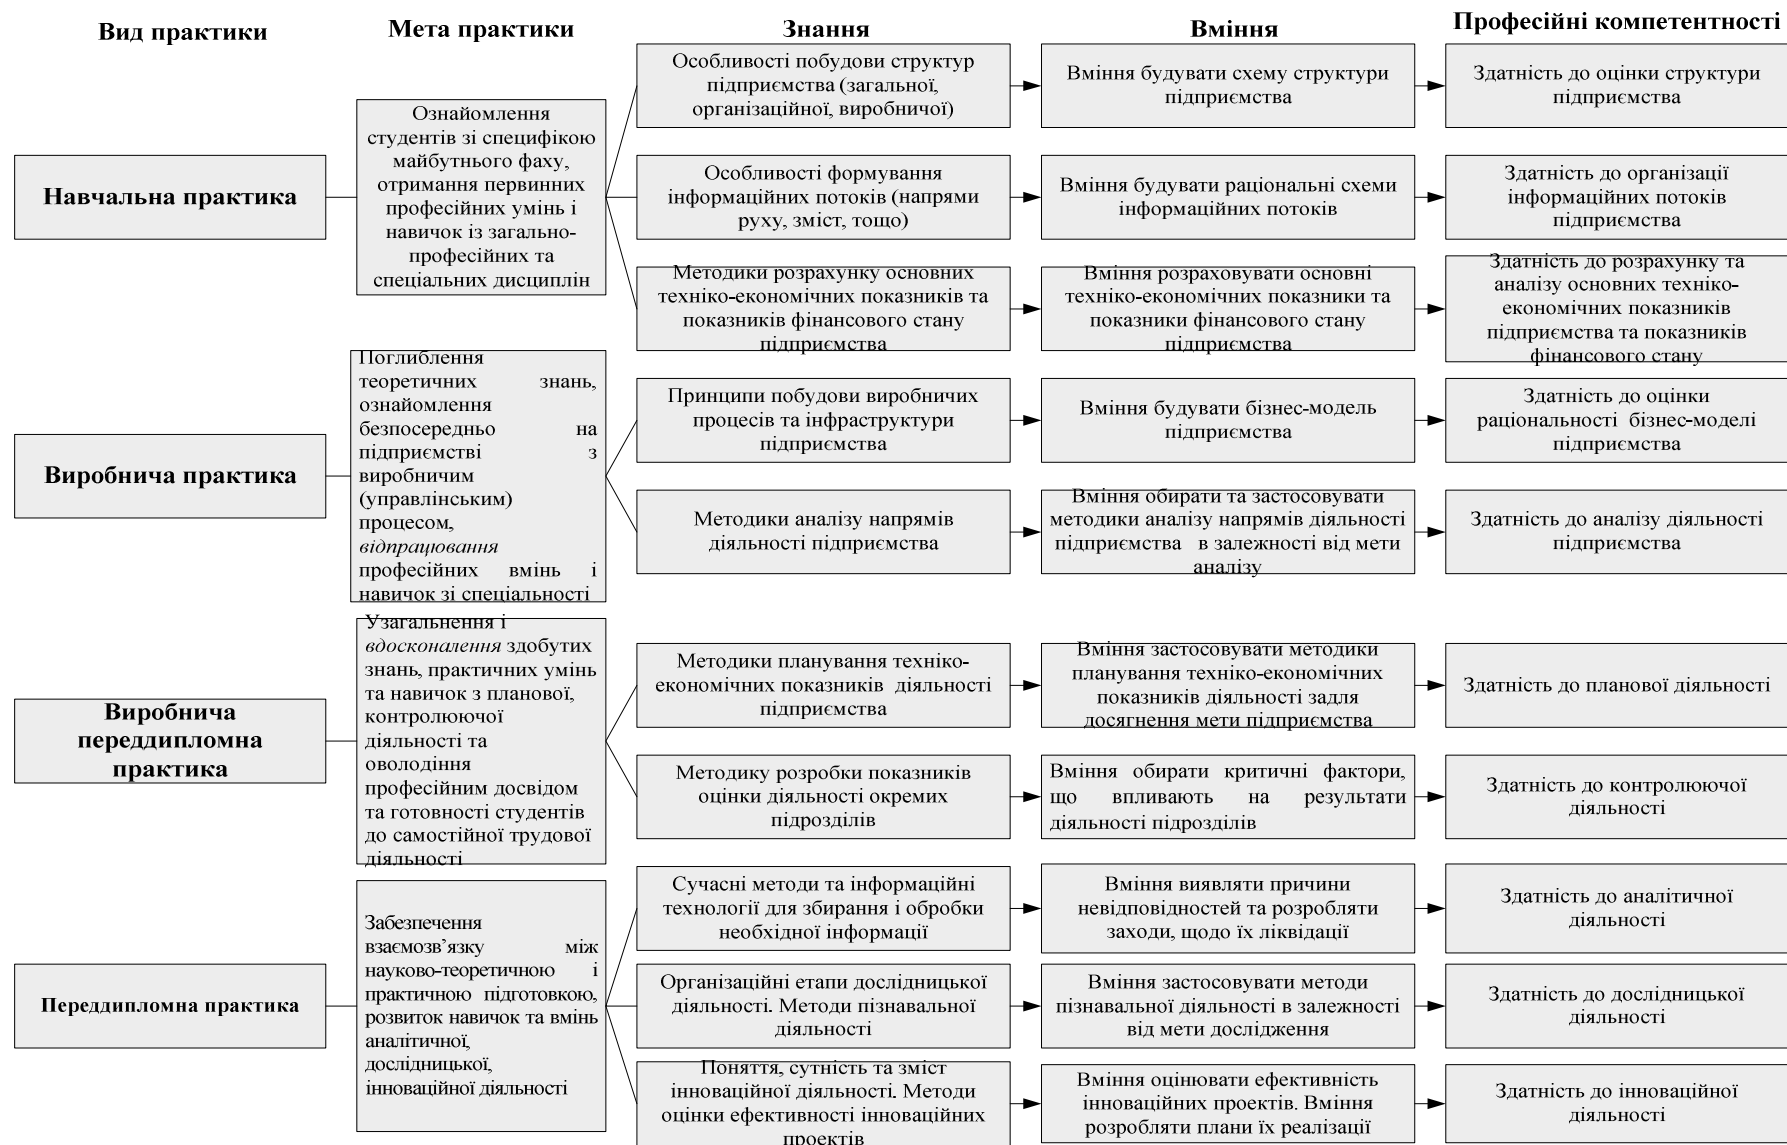 Вид практики
Мета практики
Знання
Вміння
Професійні компетентності
Навчальна практика
Ознайомлення
студентів зі специфікою
майбутнього фаху,
отримання первинних
професійних умінь і
навичок із загально-
професійних та
спеціальних дисциплін
Особливості побудови структур
підприємства (загальної,
організаційної, виробничої)
Вміння будувати схему структури
підприємства
Здатність до оцінки структури
підприємства
Особливості формування
інформаційних потоків (напрями
руху, зміст, тощо)
Вміння будувати раціональні схеми
інформаційних потоків
Здатність до організації
інформаційних потоків
підприємства
Методики розрахунку основних
техніко-економічних показників та
показників фінансового стану
підприємства
Вміння розраховувати основні
техніко-економічних показники та
показники фінансового стану
підприємства
Здатність до розрахунку та
аналізу основних техніко-
економічних показників
підприємства та показників
фінансового стану
Виробнича практика
Поглиблення
теоретичних знань,
ознайомлення
безпосередньо на
підприємстві з
виробничим
(управлінським)
процесом,
відпрацювання
професійних вмінь і
навичок зі спеціальності
Принципи побудови виробничих
процесів та інфраструктури
підприємства
Вміння будувати бізнес-модель
підприємства
Здатність до оцінки
раціональності бізнес-моделі
підприємства
Методики аналізу напрямів
діяльності підприємства
Вміння обирати та застосовувати
методики аналізу напрямів діяльності
підприємства в залежності від мети
аналізу
Здатність до аналізу діяльності
підприємства
Виробнича
переддипломна
практика
Узагальнення і
вдосконалення здобутих
знань, практичних умінь
та навичок з планової,
контролюючої
діяльності та
оволодіння
професійним досвідом
та готовності студентів
до самостійної трудової
діяльності
Методики планування техніко-
економічних показників діяльності
підприємства
Вміння застосовувати методики
планування техніко-економічних
показників діяльності задля
досягнення мети підприємства
Здатність до планової діяльності
Методику розробки показників
оцінки діяльності окремих
підрозділів
Вміння обирати критичні фактори,
що впливають на результати
діяльності підрозділів
Здатність до контролюючої
діяльності
Переддипломна практика
Забезпечення
взаємозв’язку між
науково-теоретичною і
практичною підготовкою,
розвиток навичок та вмінь
аналітичної,
дослідницької,
інноваційної діяльності
Сучасні методи та інформаційні
технології для збирання і обробки
необхідної інформації
Вміння виявляти причини
невідповідностей та розробляти
заходи, щодо їх ліквідації
Здатність до аналітичної
діяльності
Організаційні етапи дослідницької
діяльності. Методи пізнавальної
діяльності
Вміння застосовувати методи
пізнавальної діяльності в залежності
від мети дослідження
Здатність до дослідницької
діяльності
Поняття, сутність та зміст
інноваційної діяльності. Методи
оцінки ефективності інноваційних
проектів
Вміння оцінювати ефективність
інноваційних проектів. Вміння
розробляти плани їх реалізації
Здатність до інноваційної
діяльності